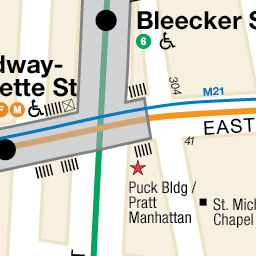 Bleecker S
6
dway-
ette St
F M
304
M21
EAST
41
Puck Bldg /
Pratt
Manhattan
St. Mich
Chapel